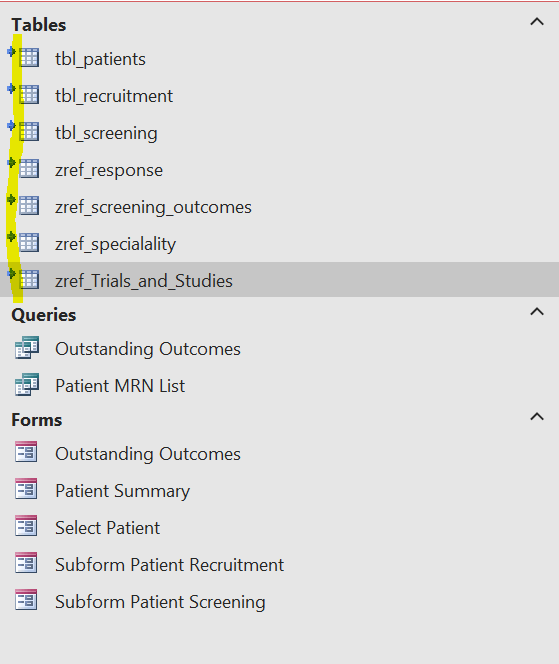 Tables
tbl_patients
tbl_recruitment
tbl_screening
zref_response
zref_screening_outcomes
zref_specialality
zref_Trials_and_Studies
Queries
Outstanding Outcomes
Patient MRN List
Forms
Outstanding Outcomes
Patient Summary
Select Patient
Subform Patient Recruitment
Subform Patient Screening